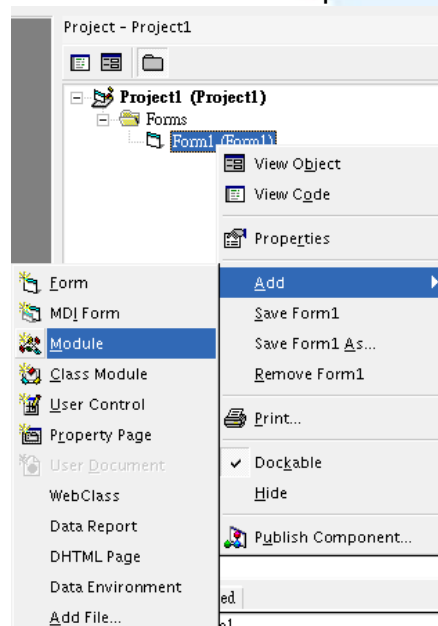 Project - Project1
Project1 (Project1)
Forms
Form1 (Form1)
View Object
View Code
Properties
Add
Save Form1
Save Form1 As...
Remove Form1
Print...
Dockable
Hide
Publish Component...
Form
MDI Form
Module
Class Module
User Control
Property Page
User Document
WebClass
Data Report
DHTML Page
Data Environment
Add File...
ed